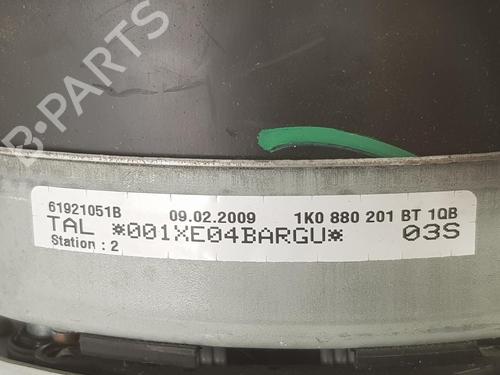 B-PARTS
61921051B 09.02.2009 1K0 880 201 BT 1QB
TAL *001XE04BARGU* 03S
Station : 2